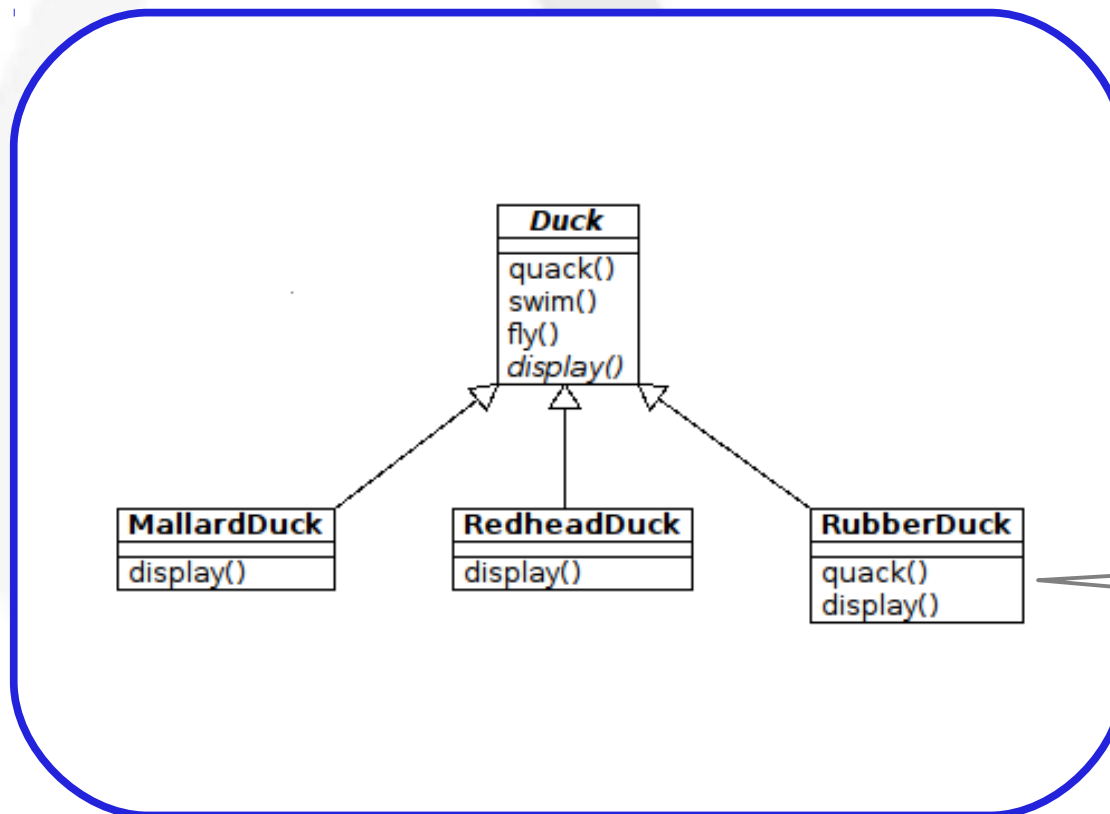 Duck
quack()
swim()
fly()
display()
MallardDuck
display()
RedheadDuck
display()
RubberDuck
quack()
display()